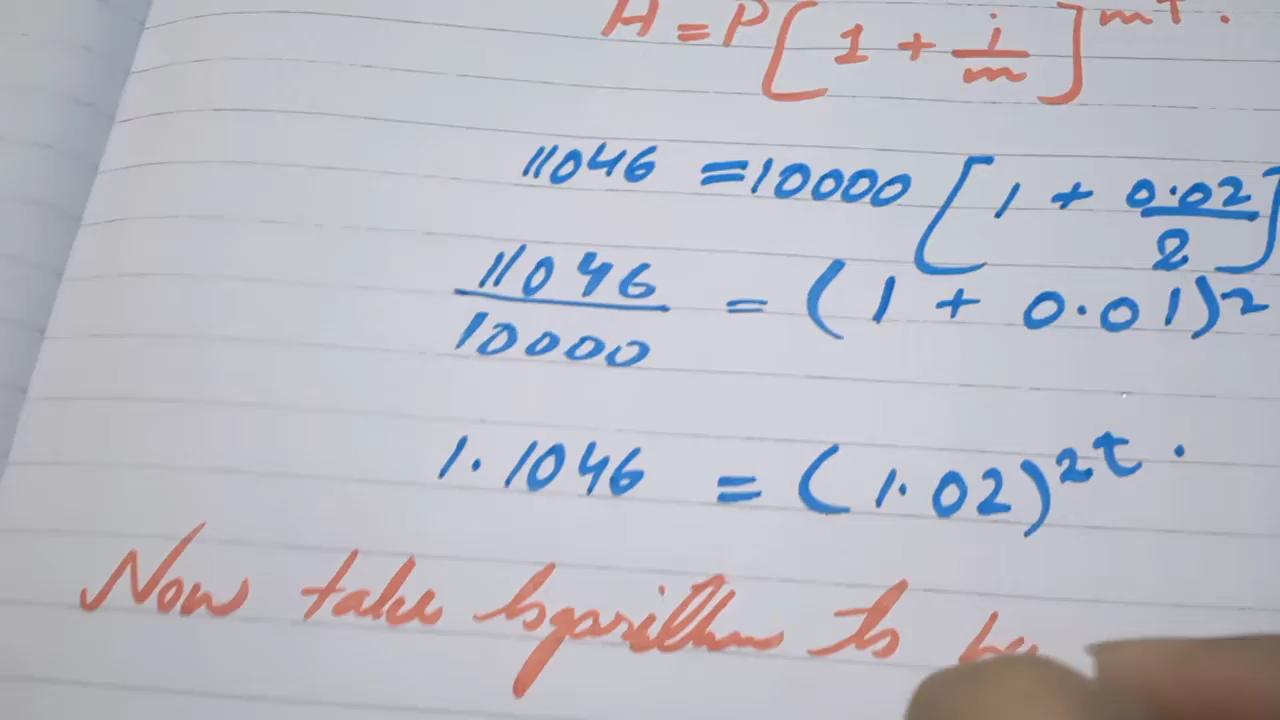 A = P[1 + i/m]^mT.
11046 = 10000[1 + 0.02/2]
11046/10000 = (1 + 0.01)^2
1.1046 = (1.02)^2t.
Now take logarithm to